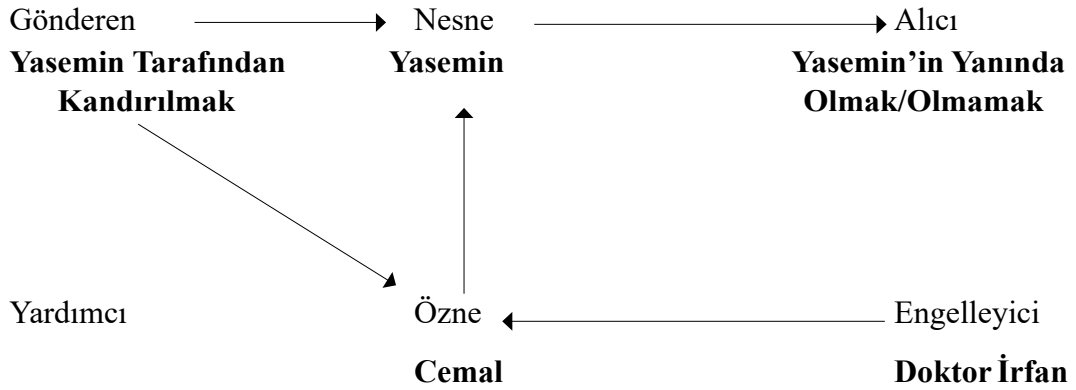 Gönderen Nesne Alıcı
Yasemin Tarafından Yasemin Yasemin’in Yanında
Kandırılmak Olmak/Olmamak
Yardımcı Özne Engelleyici
Cemal Doktor İrfan